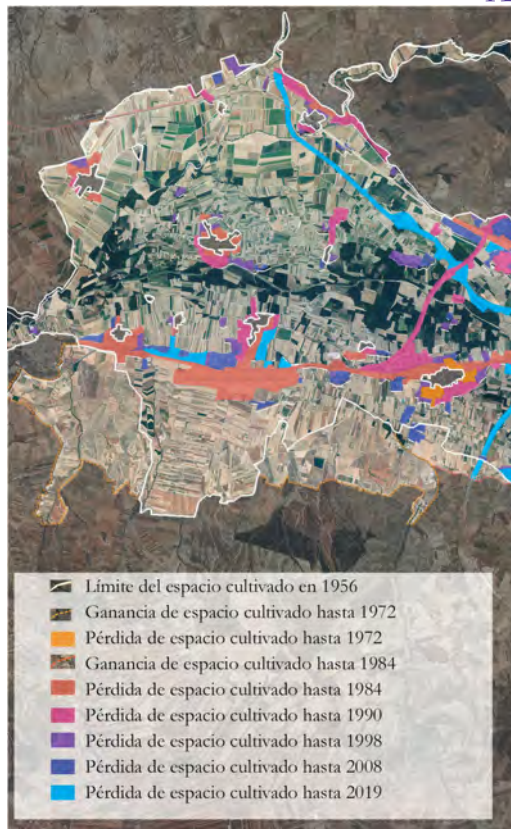 Límite del espacio cultivado en 1956
Ganancia de espacio cultivado hasta 1972
Pérdida de espacio cultivado hasta 1972
Ganancia de espacio cultivado hasta 1984
Pérdida de espacio cultivado hasta 1984
Pérdida de espacio cultivado hasta 1990
Pérdida de espacio cultivado hasta 1998
Pérdida de espacio cultivado hasta 2008
Pérdida de espacio cultivado hasta 2019